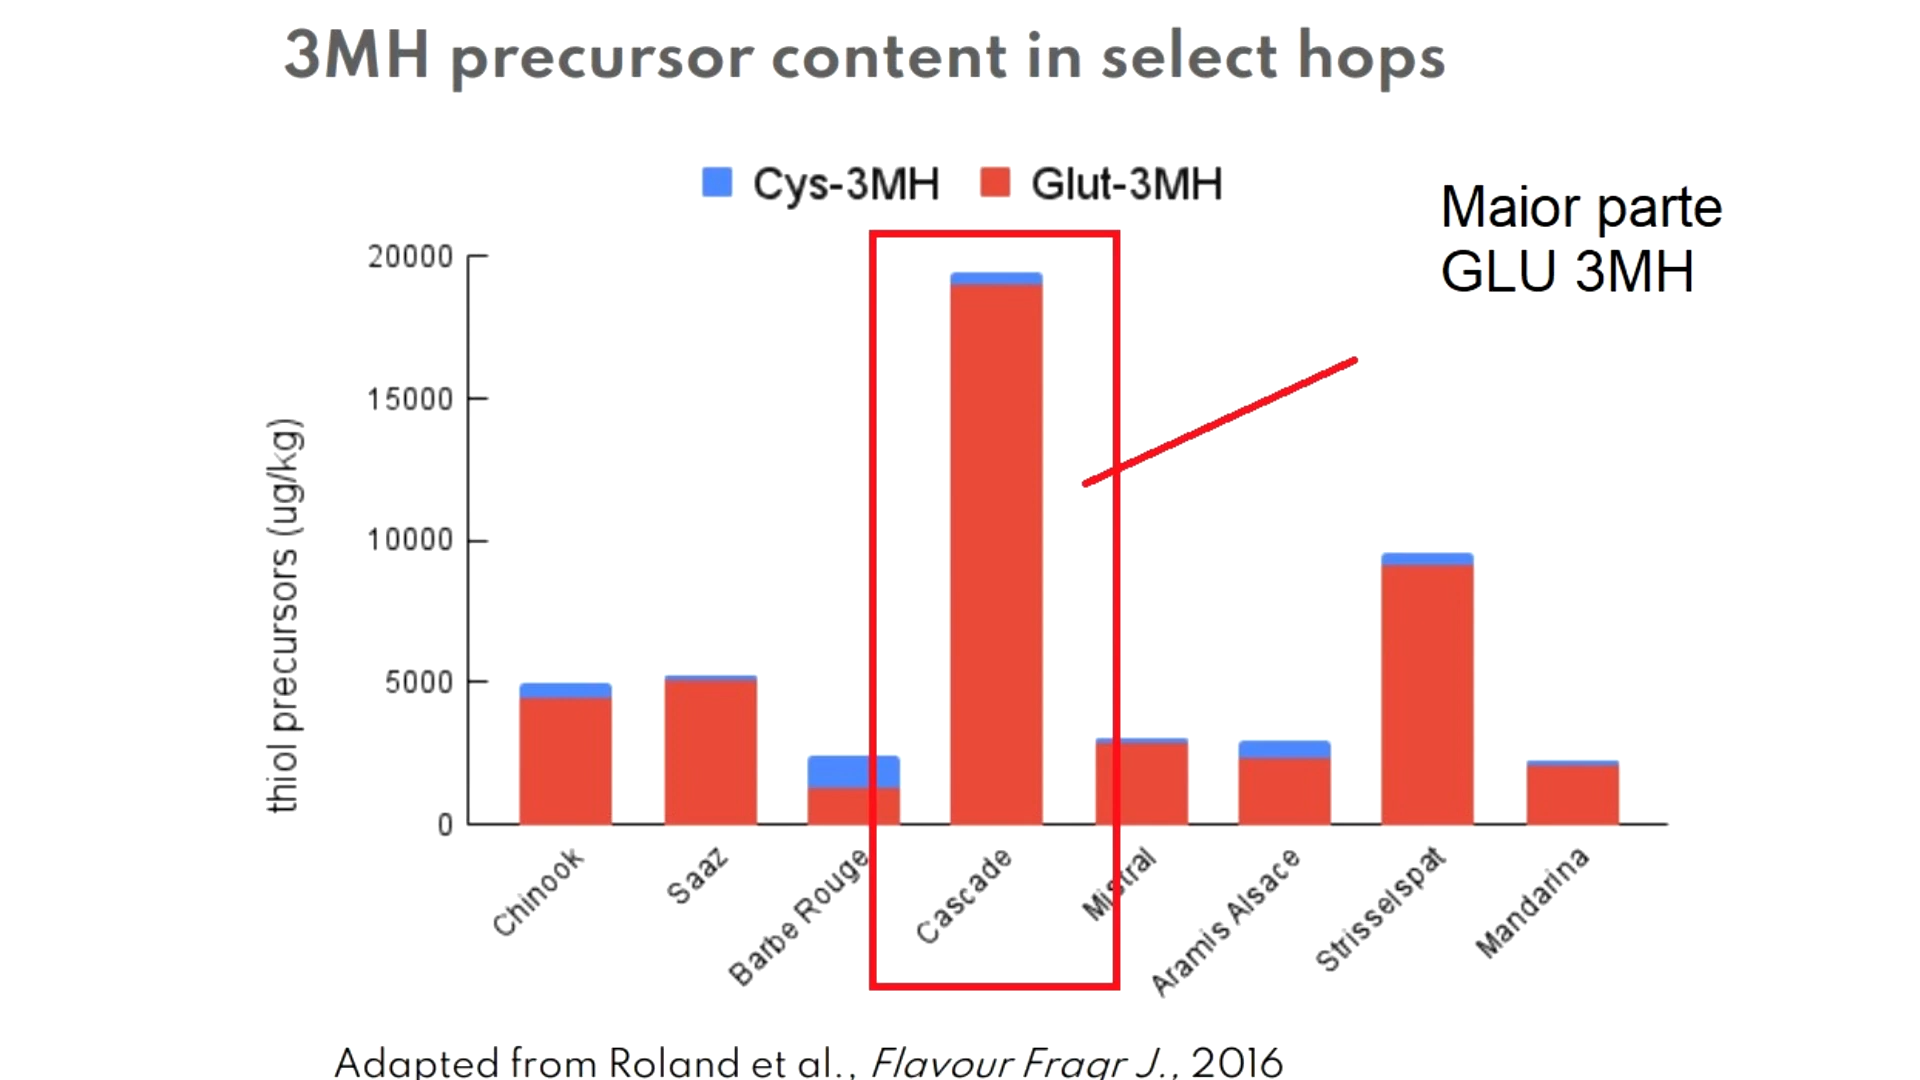 3MH precursor content in select hops
Cys-3MH Glut-3MH
Maior parte
GLU 3MH
20000
15000
10000
5000
0
thiol precursors (ug/kg)
Chinook
Saaz
Barbe Rouge
Cascade
Mistral
Aramis Alsace
Strisselspat
Mandarina
Adapted from Roland et al., Flavour Fragr J., 2016